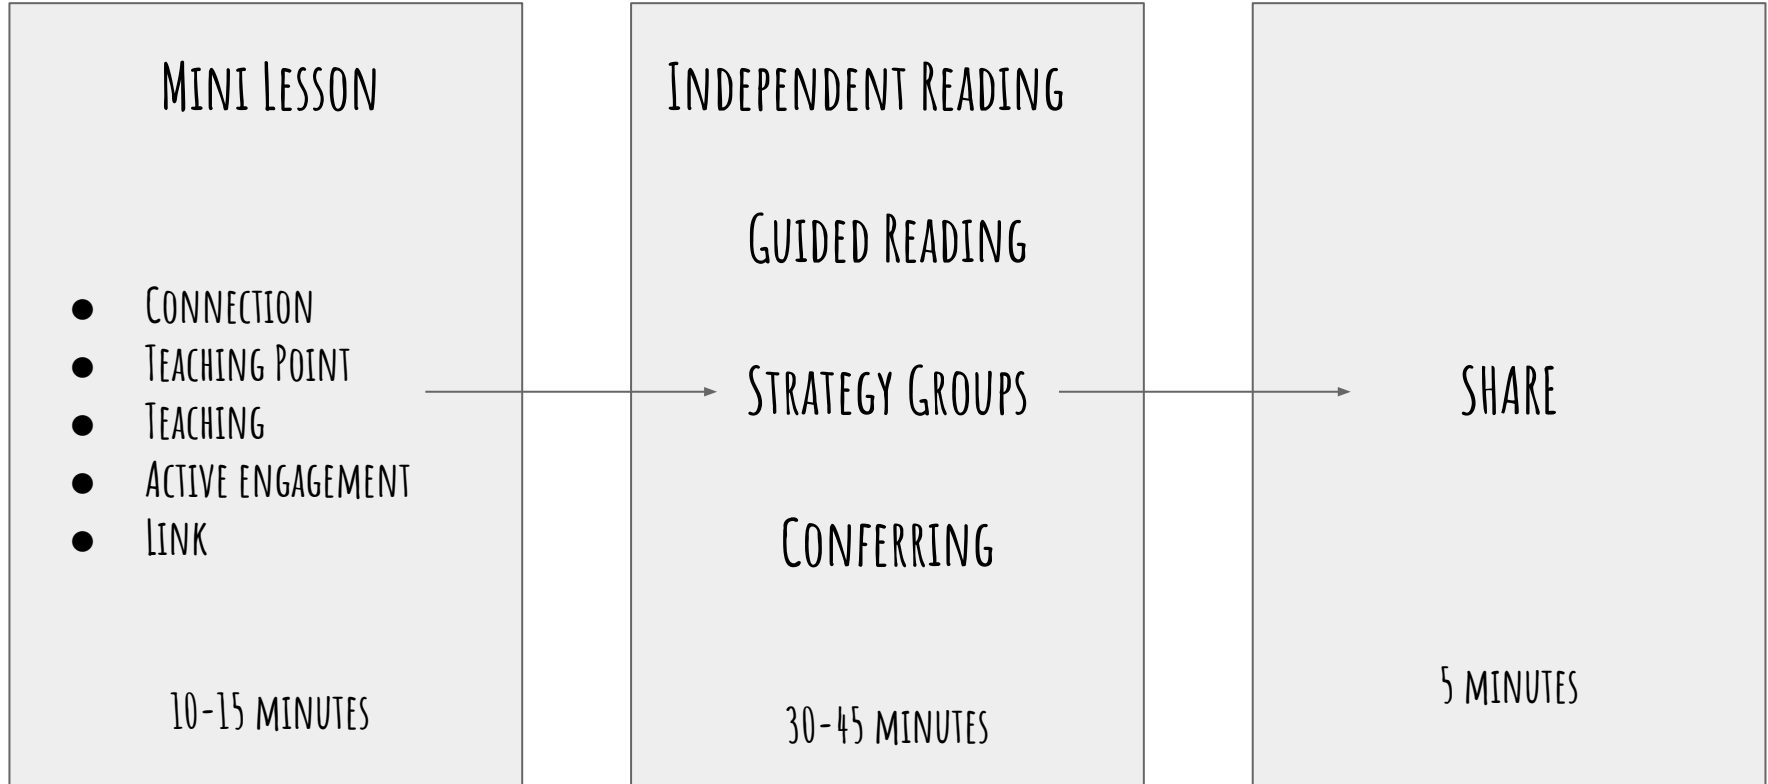 Mini Lesson
● Connection
● Teaching Point
● Teaching
● Active engagement
● Link
10-15 minutes
Independent Reading
Guided Reading
Strategy Groups
Conferring
30-45 minutes
SHARE
5 minutes